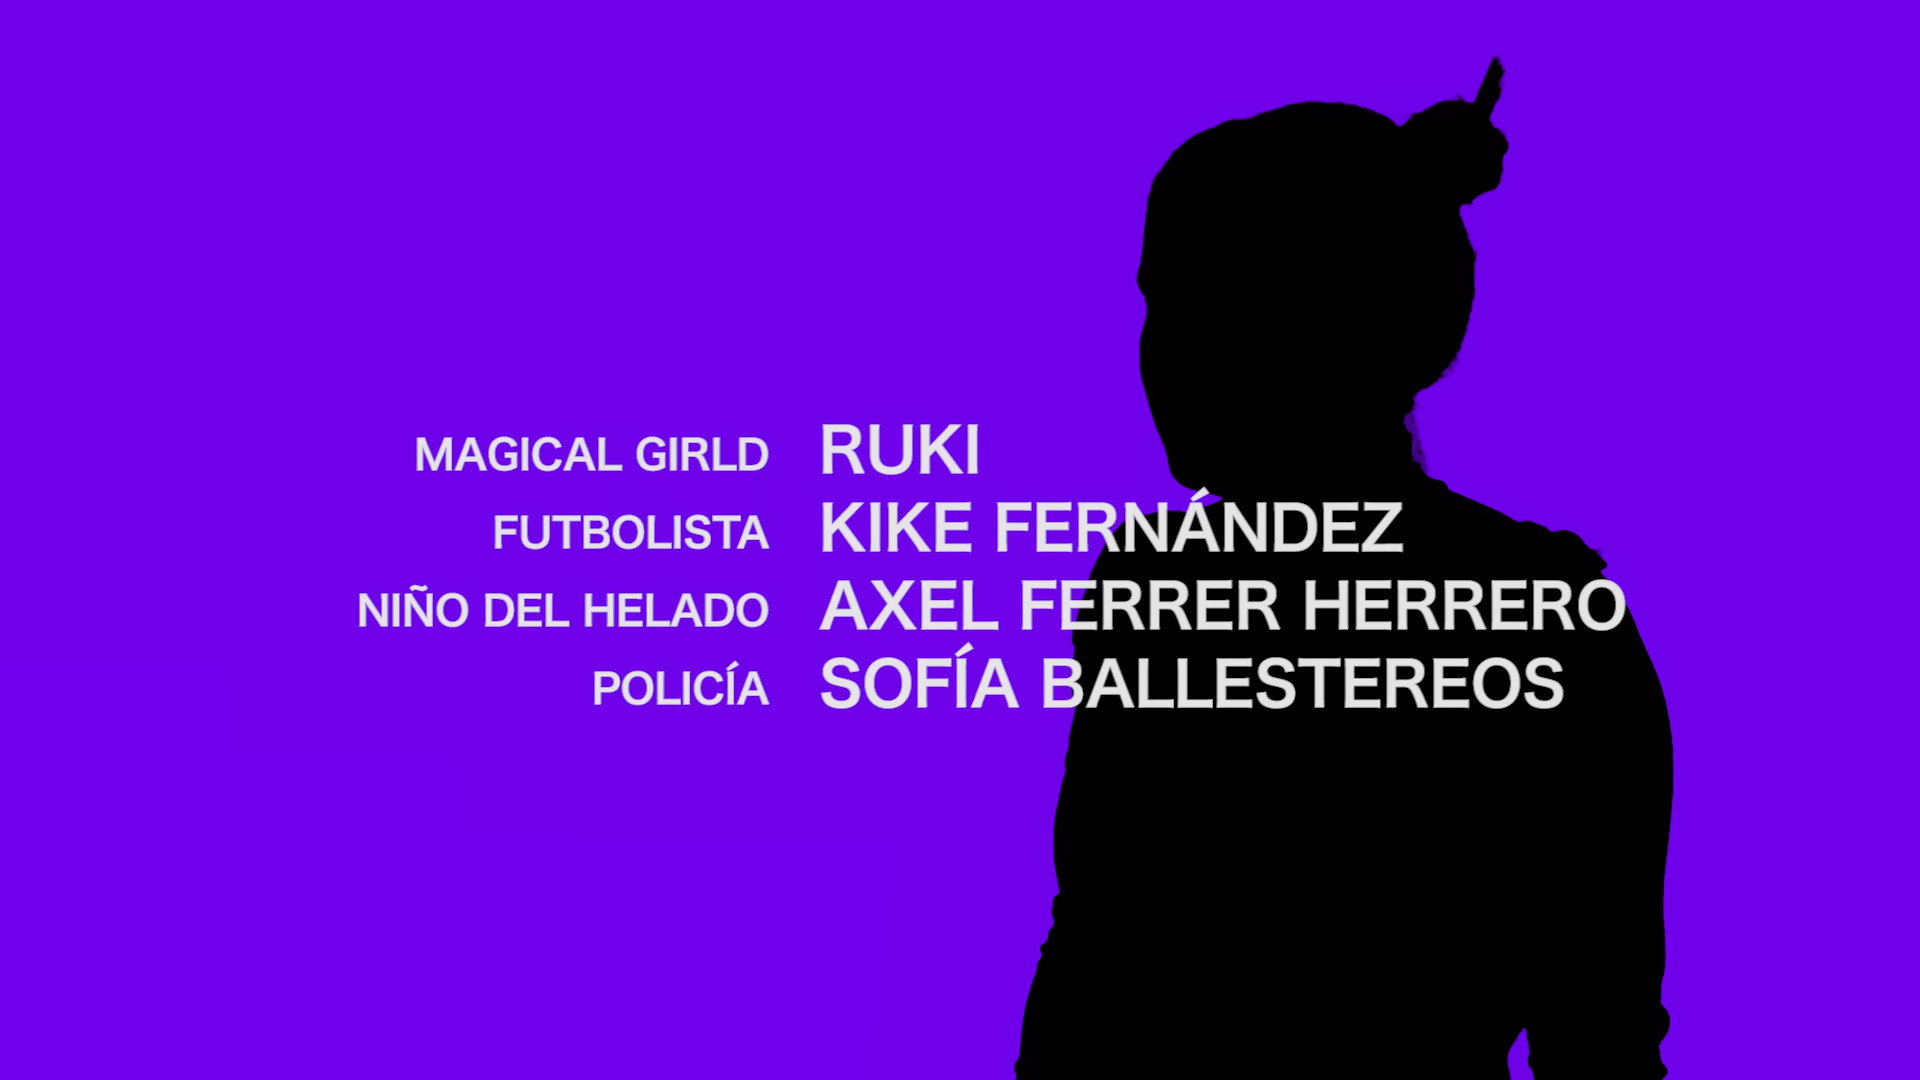 MAGICAL GIRLD RUKI
FUTBOLISTA KIKE FERNÁNDEZ
NIÑO DEL HELADO AXEL FERRER HERRERO
POLICÍA SOFÍA BALLESTEREOS